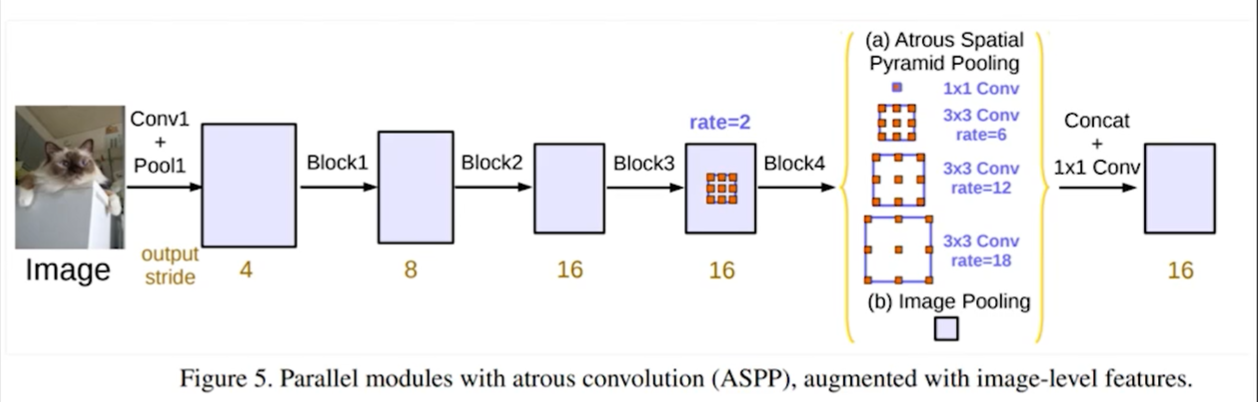 (a) Atrous Spatial
Pyramid Pooling
1x1 Conv
3x3 Conv
rate=6
3x3 Conv
rate=12
3x3 Conv
rate=18
(b) Image Pooling
Conv1
+
Pool1
Block1
Block2
Block3
rate=2
Block4
Concat
+
1x1 Conv
Image
output
stride
4
8
16
16
16
Figure 5. Parallel modules with atrous convolution (ASPP), augmented with image-level features.